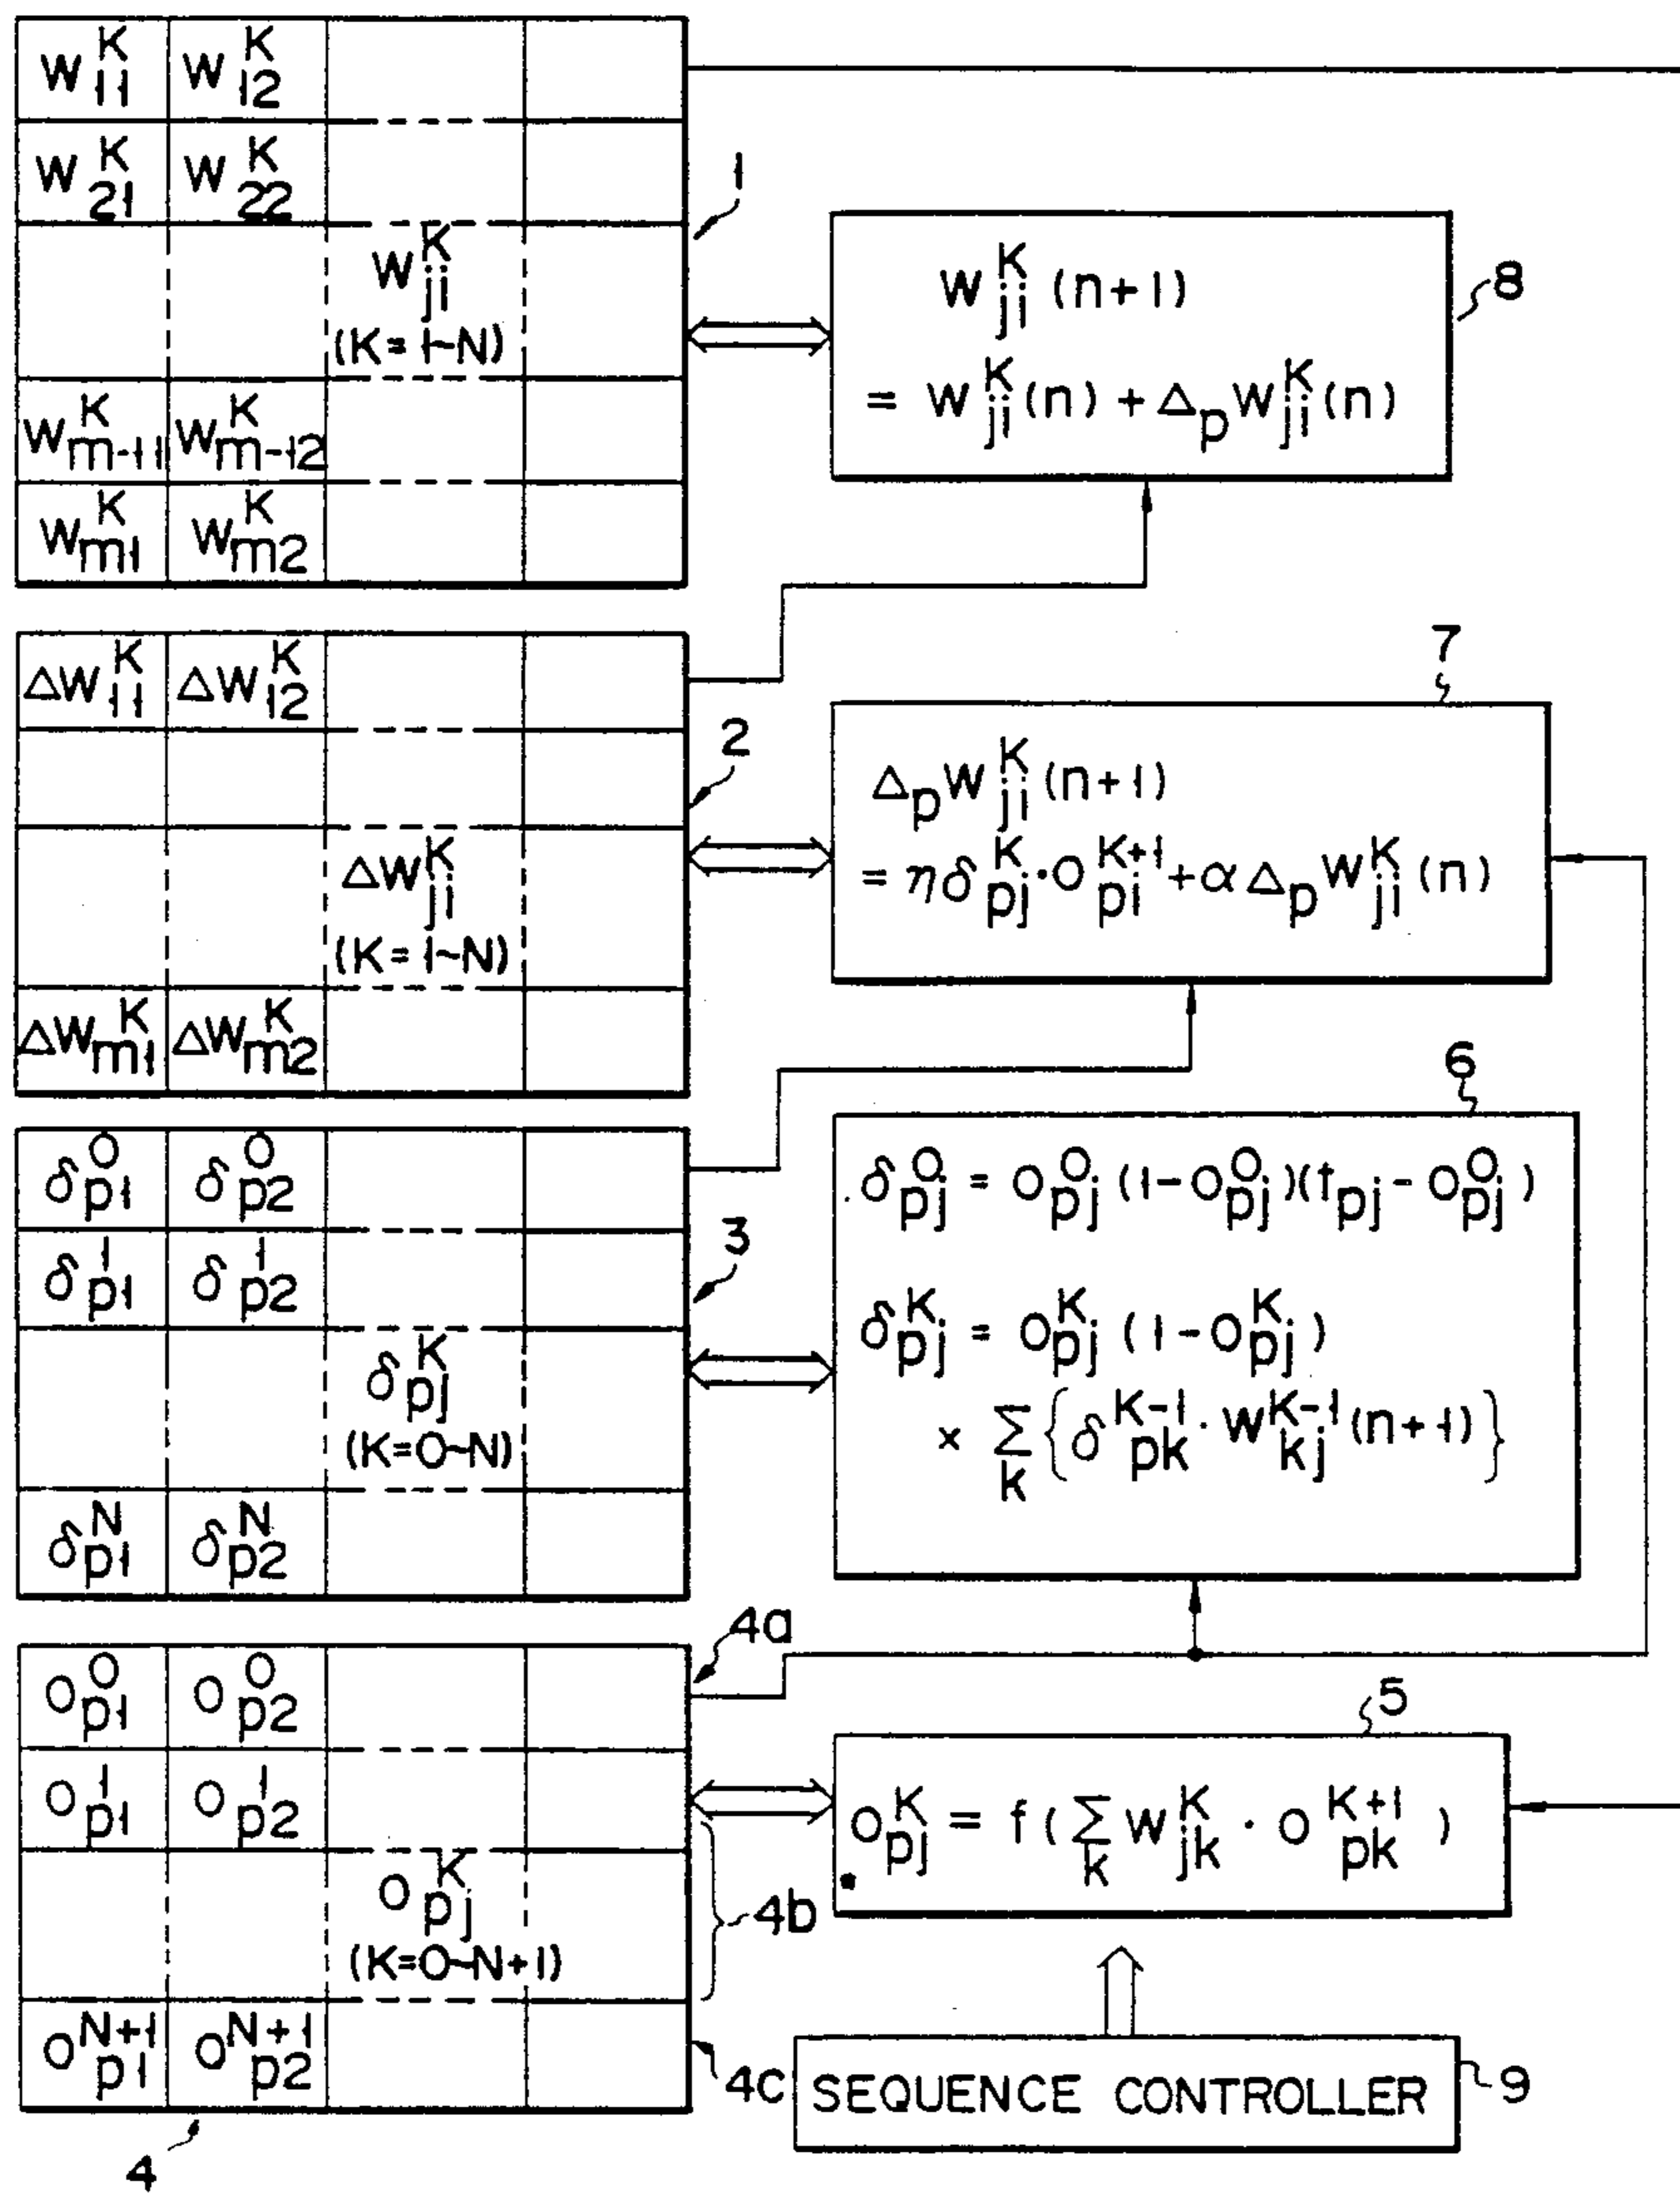 W^K_11 W^K_12
W^K_21 W^K_22
W^K_ji
(K=1~N)
W^K_m-11 W^K_m-12
W^K_m1 W^K_m2
1
W^K_ji (n+1)
= W^K_ji (n) + Δ_p W^K_ji (n)
8
ΔW^K_11 ΔW^K_12
ΔW^K_ji
(K=1~N)
ΔW^K_m1 ΔW^K_m2
2
7
Δ_p W^K_ji (n+1)
= ηδ^K_pj · O^K+1_pi + αΔ_p W^K_ji (n)
δ^O_p1 δ^O_p2
δ^1_p1 δ^1_p2
δ^K_pj
(K=O~N)
δ^N_p1 δ^N_p2
3
6
δ^O_pj = O^O_pj (1-O^O_pj)(t_pj - O^O_pj)
δ^K_pj = O^K_pj (1-O^K_pj)
× Σ_k {δ^K-1_pk · W^K-1_kj (n+1)}
O^O_p1 O^O_p2
O^1_p1 O^1_p2
O^K_pj
(K=O~N+1)
O^N+1_p1 O^N+1_p2
4a
4b
4c
4
5
O^K_pj = f (Σ_k W^K_jk · O^K+1_pk)
SEQUENCE CONTROLLER
9